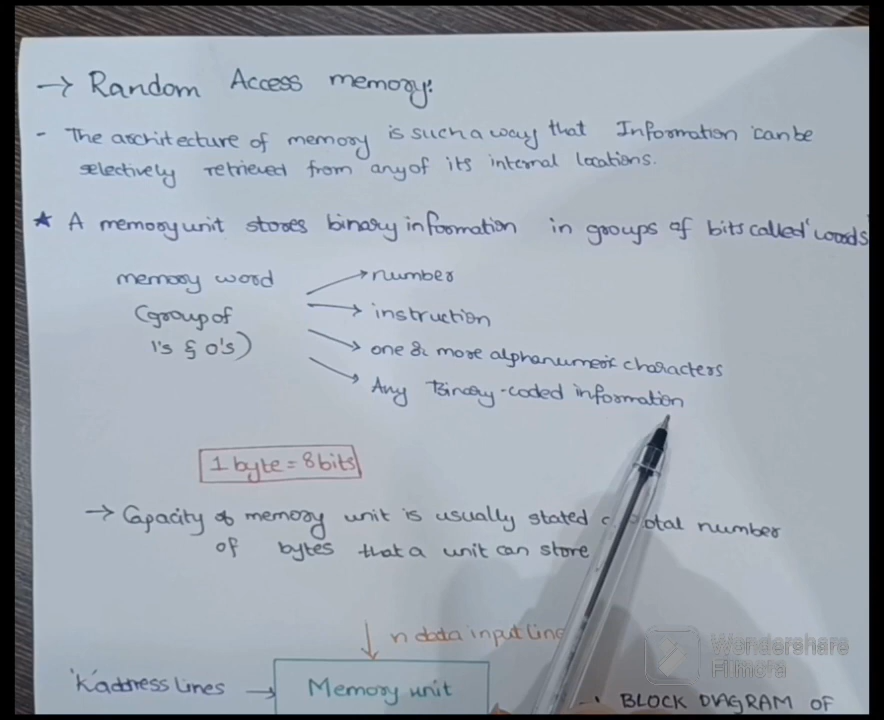 → Random Access memory:
- The architecture of memory is such a way that Information can be
selectively retrieved from any of its internal locations.
★ A memory unit stores binary information in groups of bits called 'words
memory word
(group of
1's & 0's)
→ number
→ instruction
→ one & more alphanumeric characters
→ Any Binary-coded information
1 byte = 8 bits
→ Capacity of memory unit is usually stated total number
of bytes that a unit can store
↓ n data input line
'k' address lines →
Memory unit
BLOCK DIAGRAM OF
Wondershare
Filmora